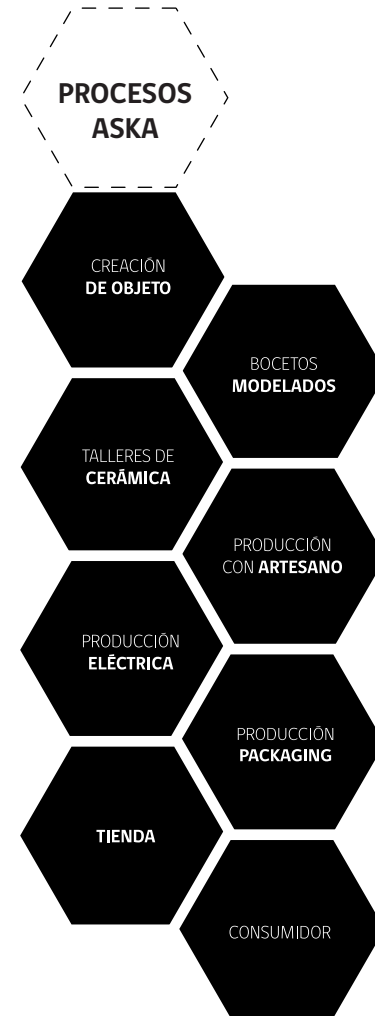 PROCESOS
ASKA
CREACIÓN
DE OBJETO
BOCETOS
MODELADOS
TALLERES DE
CERÁMICA
PRODUCCIÓN
CON ARTESANO
PRODUCCIÓN
ELÉCTRICA
PRODUCCIÓN
PACKAGING
TIENDA
CONSUMIDOR